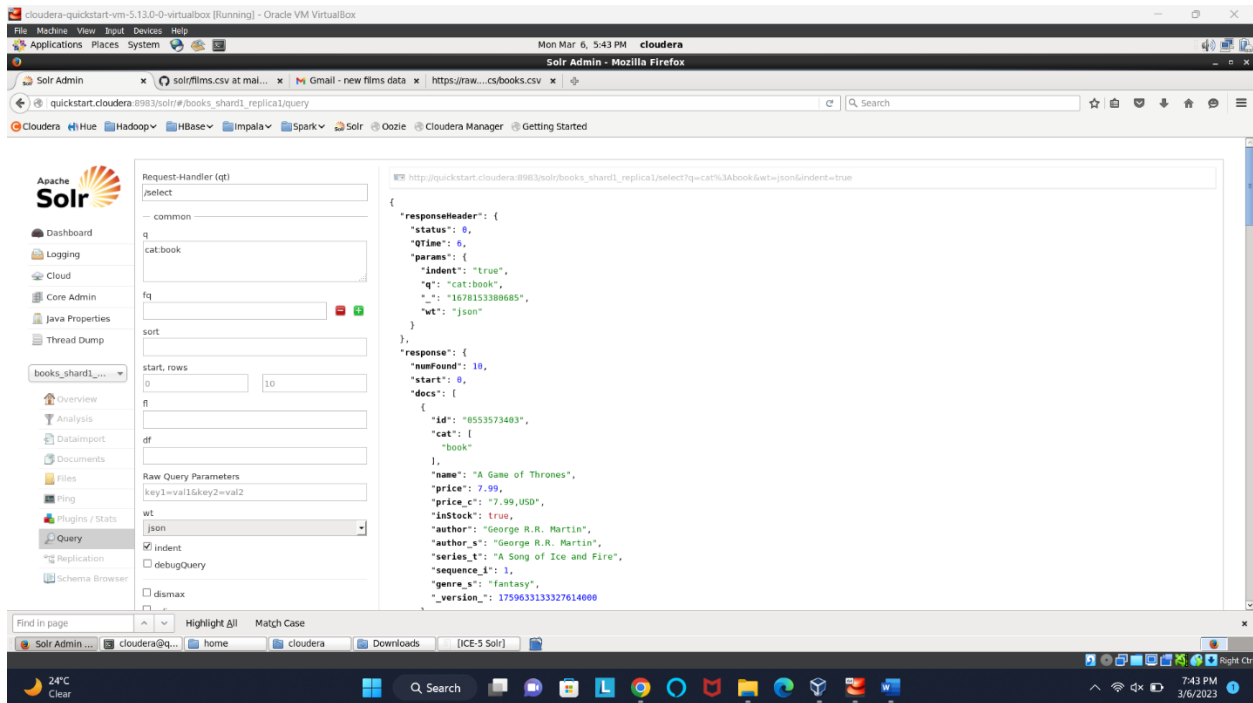 cloudera-quickstart-vm-5.13.0-0-virtualbox [Running] - Oracle VM VirtualBox
File Machine View Input Devices Help
Applications Places System Mon Mar 6, 5:43 PM cloudera
Solr Admin - Mozilla Firefox
Solr Admin x solr/films.csv at mai... x Gmail - new films data x https://raw....cs/books.csv x
quickstart.cloudera:8983/solr/#/books_shard1_replica1/query Search
Cloudera Hue Hadoop HBase Impala Spark Solr Oozie Cloudera Manager Getting Started
Apache
Solr
Dashboard
Logging
Cloud
Core Admin
Java Properties
Thread Dump
books_shard1_...
Overview
Analysis
Dataimport
Documents
Files
Ping
Plugins / Stats
Query
Replication
Schema Browser
Request-Handler (qt)
/select
common
q
cat:book
fq
sort
start, rows
0 10
fl
df
Raw Query Parameters
key1=val1&key2=val2
wt
json
indent
debugQuery
dismax
http://quickstart.cloudera:8983/solr/books_shard1_replica1/select?q=cat%3Abook&wt=json&indent=true
{
"responseHeader": {
"status": 0,
"QTime": 6,
"params": {
"indent": "true",
"q": "cat:book",
"_": "1678153380685",
"wt": "json"
}
},
"response": {
"numFound": 10,
"start": 0,
"docs": [
{
"id": "0553573403",
"cat": [
"book"
],
"name": "A Game of Thrones",
"price": 7.99,
"price_c": "7.99,USD",
"inStock": true,
"author": "George R.R. Martin",
"author_s": "George R.R. Martin",
"series_t": "A Song of Ice and Fire",
"sequence_i": 1,
"genre_s": "fantasy",
"_version_": 1759633133327614000
Find in page Highlight All Match Case
Solr Admin ... cloudera@q... home cloudera Downloads [ICE-5 Solr]
Right Ctr
24°C
Clear
Search
7:43 PM
3/6/2023